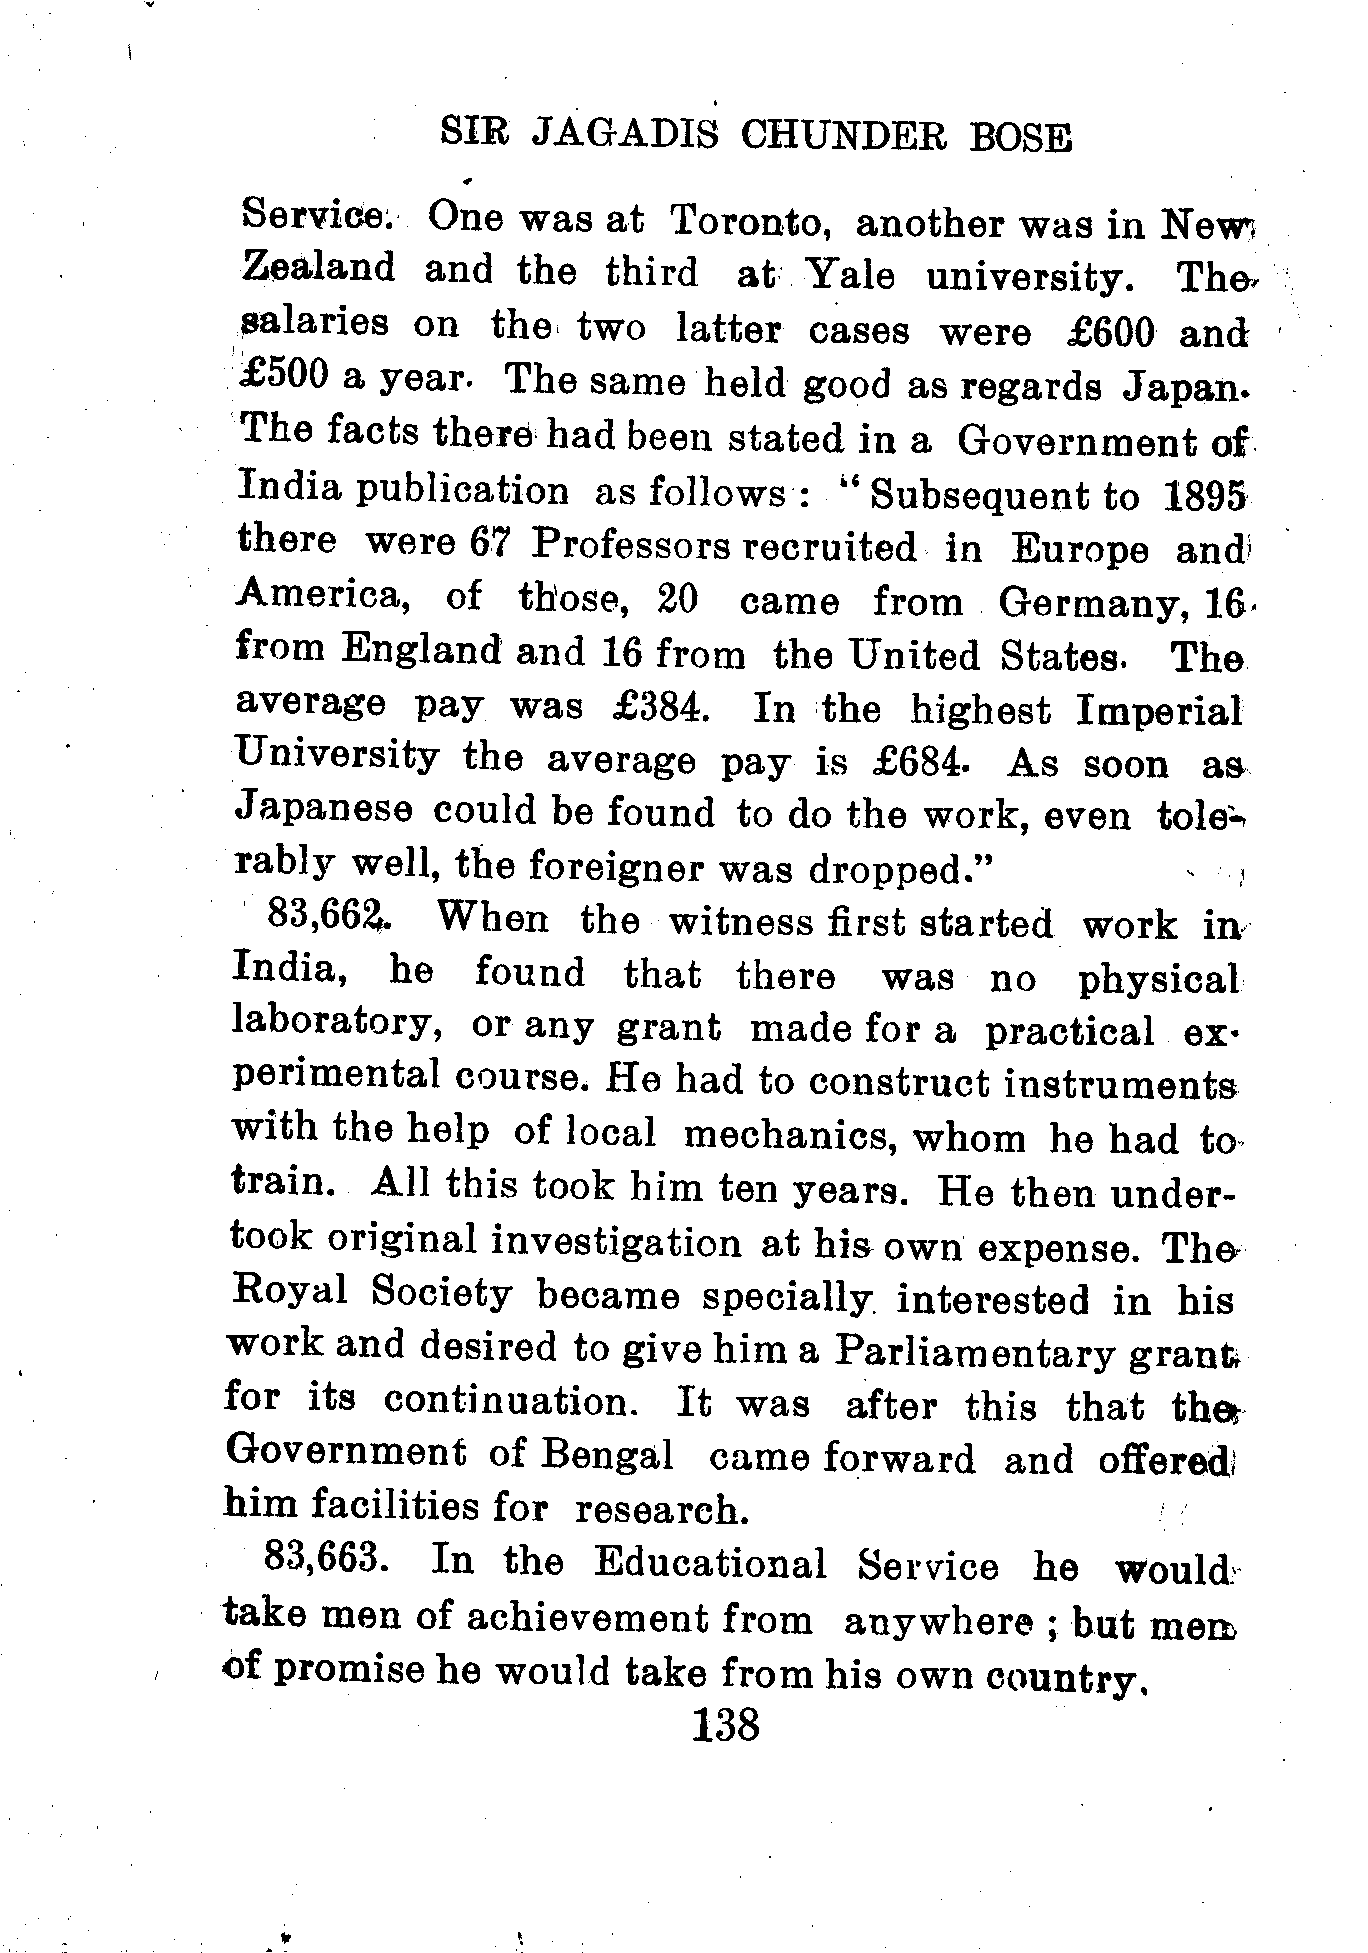 SIR JAGADIS CHUNDER BOSE
Service. One was at Toronto, another was in New
Zealand and the third at Yale university. The
salaries on the two latter cases were £600 and
£500 a year. The same held good as regards Japan.
The facts there had been stated in a Government of
India publication as follows : “ Subsequent to 1895
there were 67 Professors recruited in Europe and
America, of those, 20 came from Germany, 16
from England and 16 from the United States. The
average pay was £384. In the highest Imperial
University the average pay is £684. As soon as
Japanese could be found to do the work, even tole-
rably well, the foreigner was dropped.”
83,662. When the witness first started work in
India, he found that there was no physical
laboratory, or any grant made for a practical ex-
perimental course. He had to construct instruments
with the help of local mechanics, whom he had to
train. All this took him ten years. He then under-
took original investigation at his own expense. The
Royal Society became specially interested in his
work and desired to give him a Parliamentary grant
for its continuation. It was after this that the
Government of Bengal came forward and offered
him facilities for research.
83,663. In the Educational Service he would
take men of achievement from anywhere ; but men
of promise he would take from his own country.
138